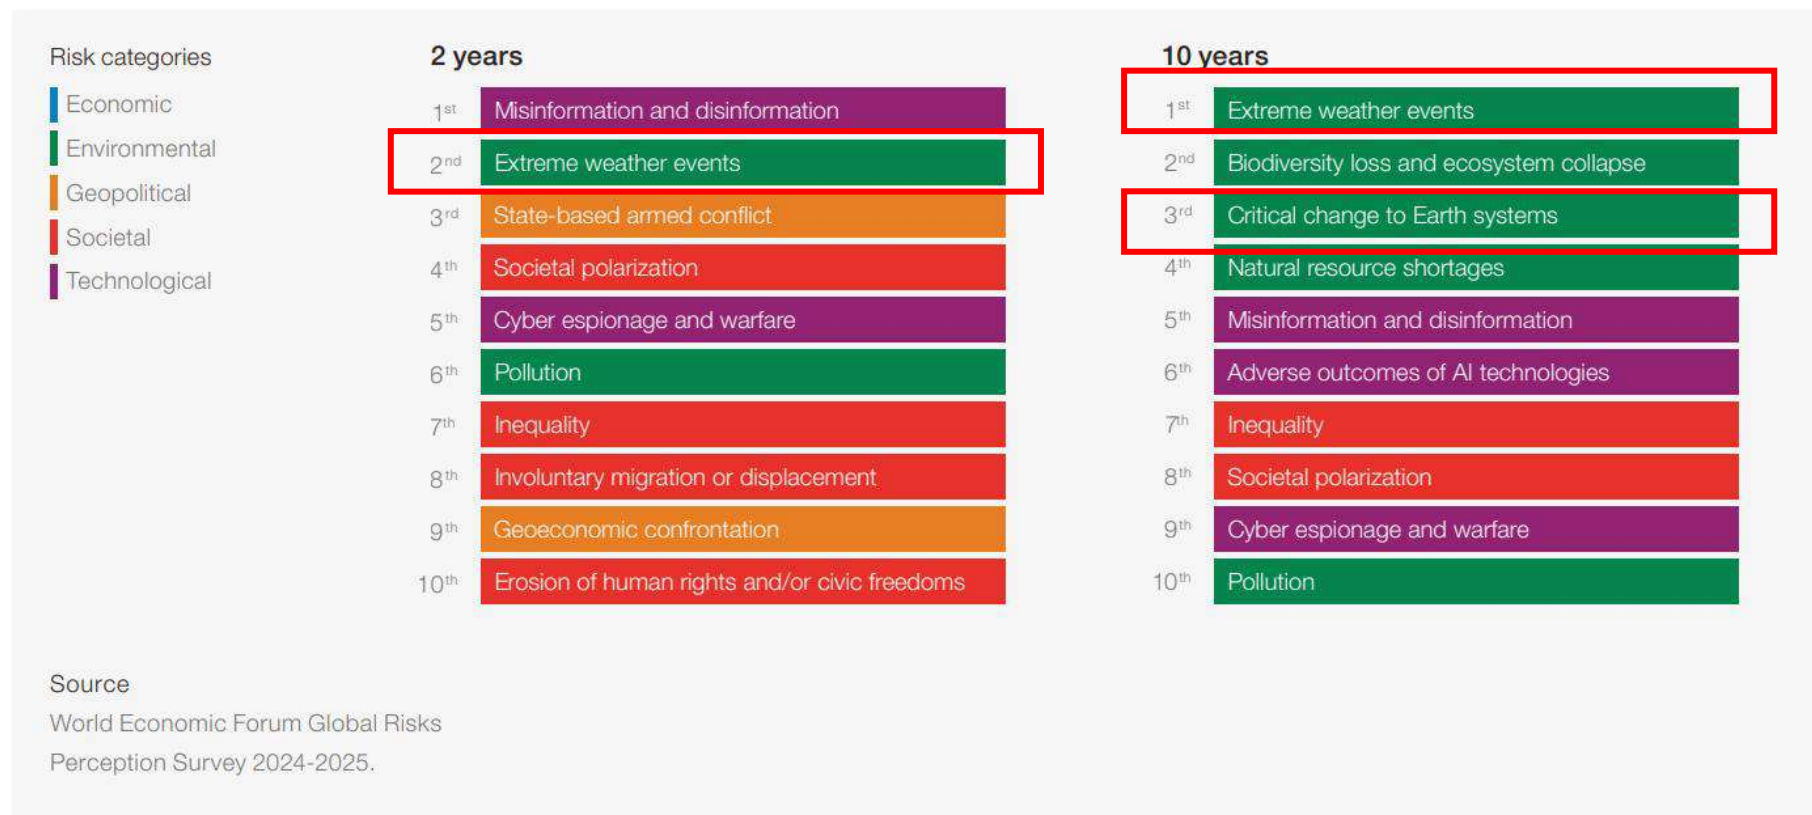 Risk categories
Economic
Environmental
Geopolitical
Societal
Technological
2 years
1st Misinformation and disinformation
2nd Extreme weather events
3rd State-based armed conflict
4th Societal polarization
5th Cyber espionage and warfare
6th Pollution
7th Inequality
8th Involuntary migration or displacement
9th Geoeconomic confrontation
10th Erosion of human rights and/or civic freedoms
10 years
1st Extreme weather events
2nd Biodiversity loss and ecosystem collapse
3rd Critical change to Earth systems
4th Natural resource shortages
5th Misinformation and disinformation
6th Adverse outcomes of AI technologies
7th Inequality
8th Societal polarization
9th Cyber espionage and warfare
10th Pollution
Source
World Economic Forum Global Risks
Perception Survey 2024-2025.